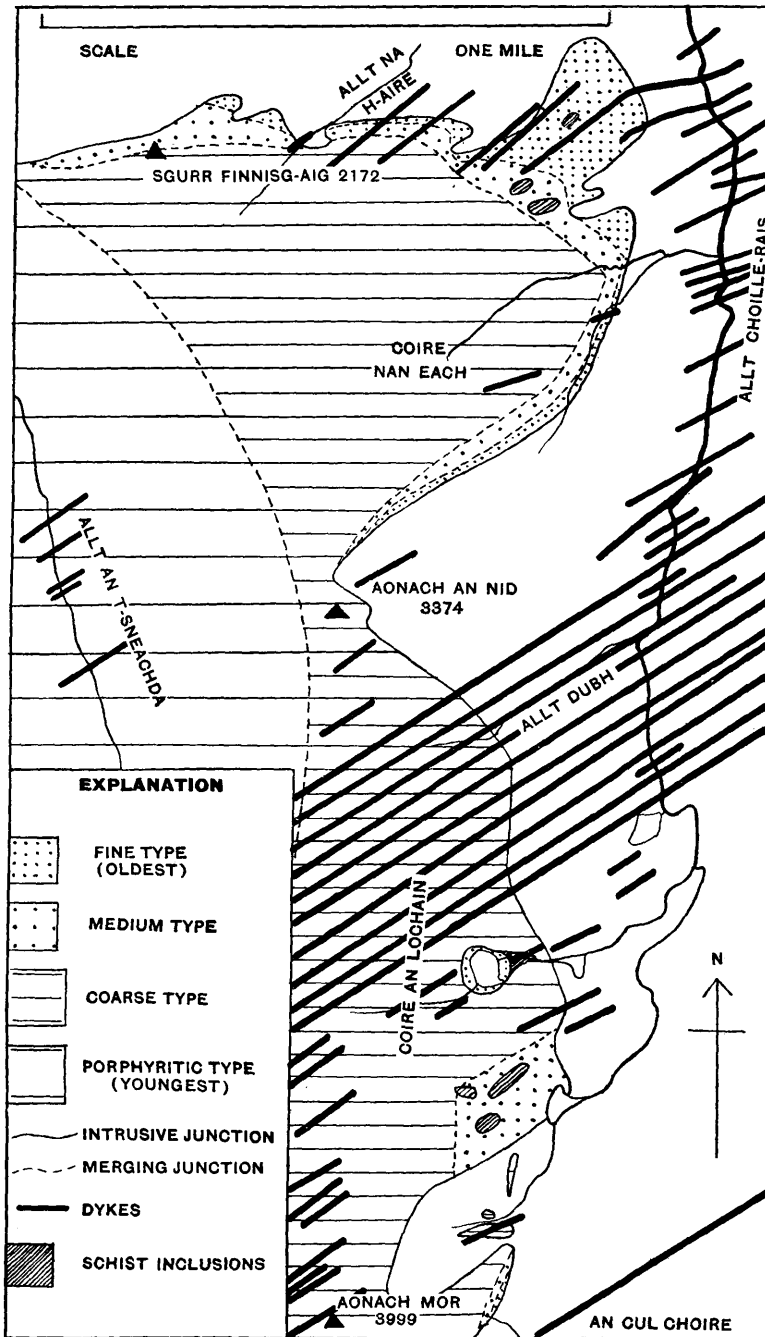 SCALE
ONE MILE
ALLT NA
H-AIRE
SGURR FINNISG-AIG 2172
ALLT CHOILLE-RAIS
COIRE
NAN EACH
ALLT AN T-SNEACHDA
AONACH AN NID
3374
ALLT DUBH
COIRE AN LOCHAIN
N
EXPLANATION
FINE TYPE
(OLDEST)
MEDIUM TYPE
COARSE TYPE
PORPHYRITIC TYPE
(YOUNGEST)
INTRUSIVE JUNCTION
MERGING JUNCTION
DYKES
SCHIST INCLUSIONS
AONACH MOR
3999
AN CUL CHOIRE